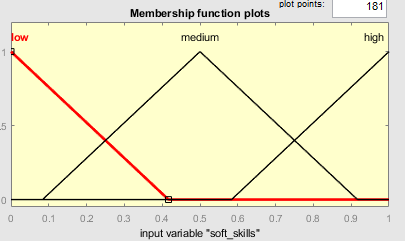 plot points: 181
Membership function plots
low medium high
1
.5
0
0 0.1 0.2 0.3 0.4 0.5 0.6 0.7 0.8 0.9 1
input variable "soft_skills"